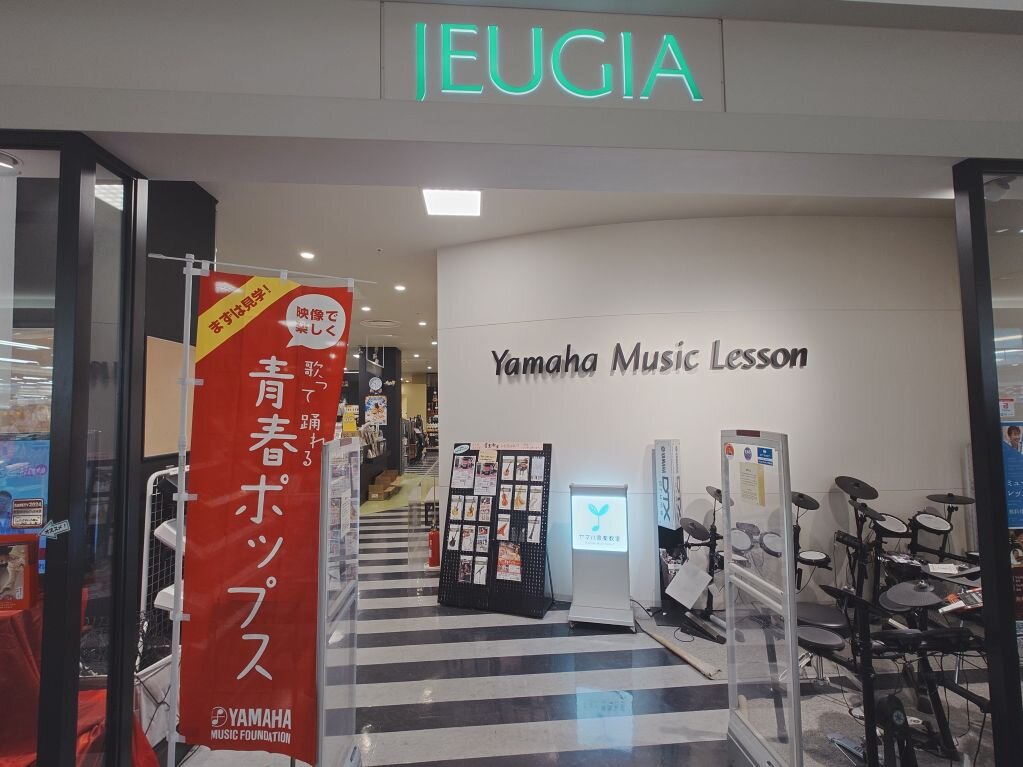 JEUGIA
まずは見学!
映像で
楽しく
歌って踊れる
青春ポップス
YAMAHA
MUSIC FOUNDATION
Yamaha Music Lesson
ヤマハ音楽教室
YAMAHA DTX